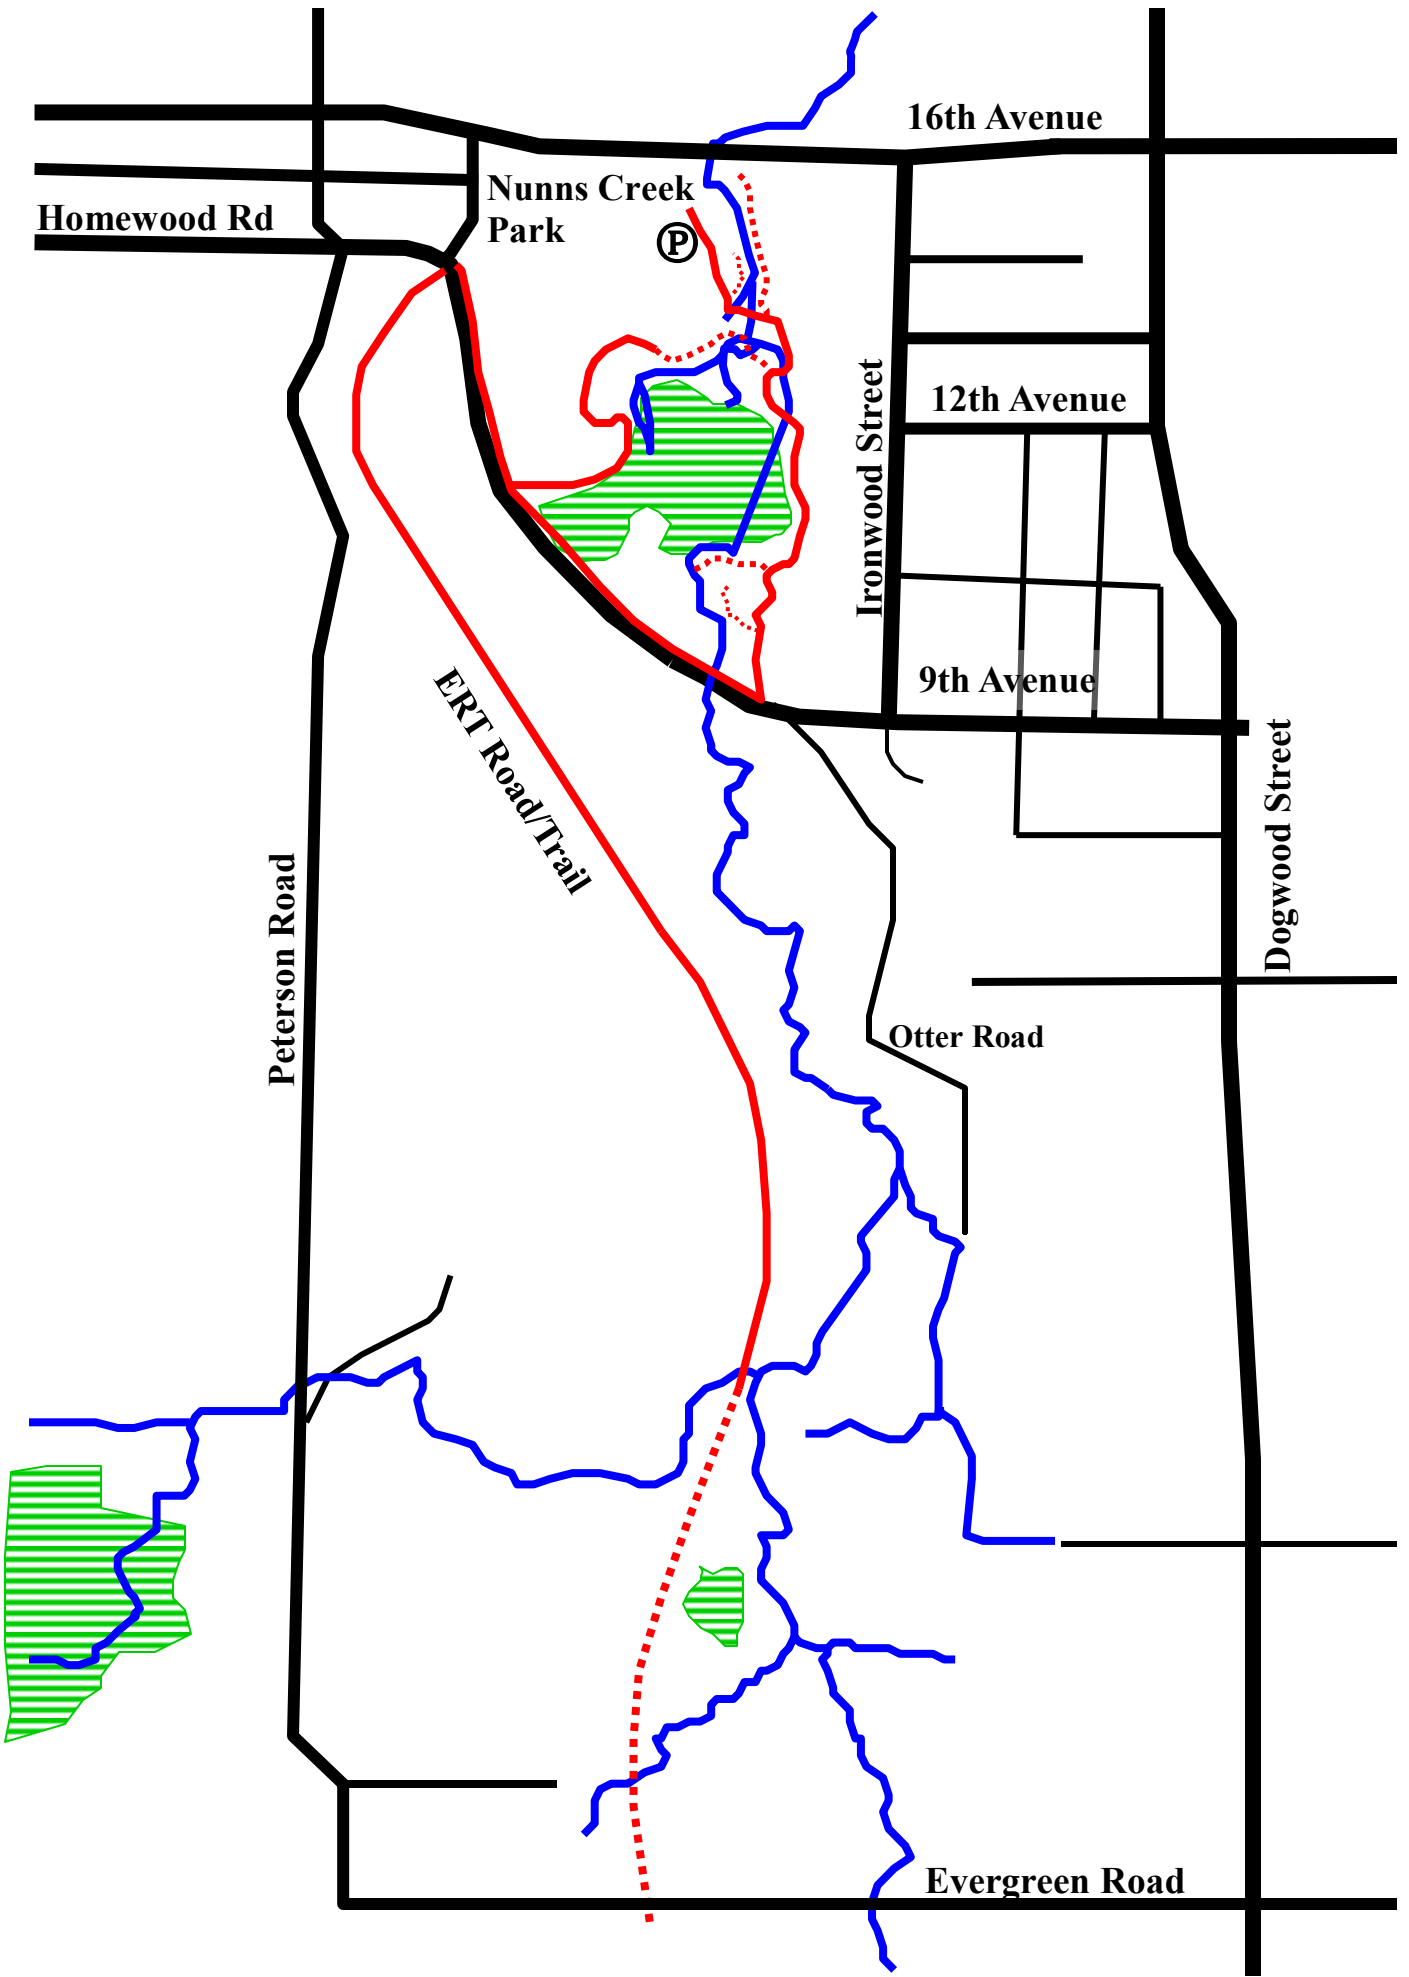 16th Avenue
Nunns Creek
Park
Homewood Rd
P
12th Avenue
Ironwood Street
9th Avenue
ERT Road/Trail
Dogwood Street
Peterson Road
Otter Road
Evergreen Road